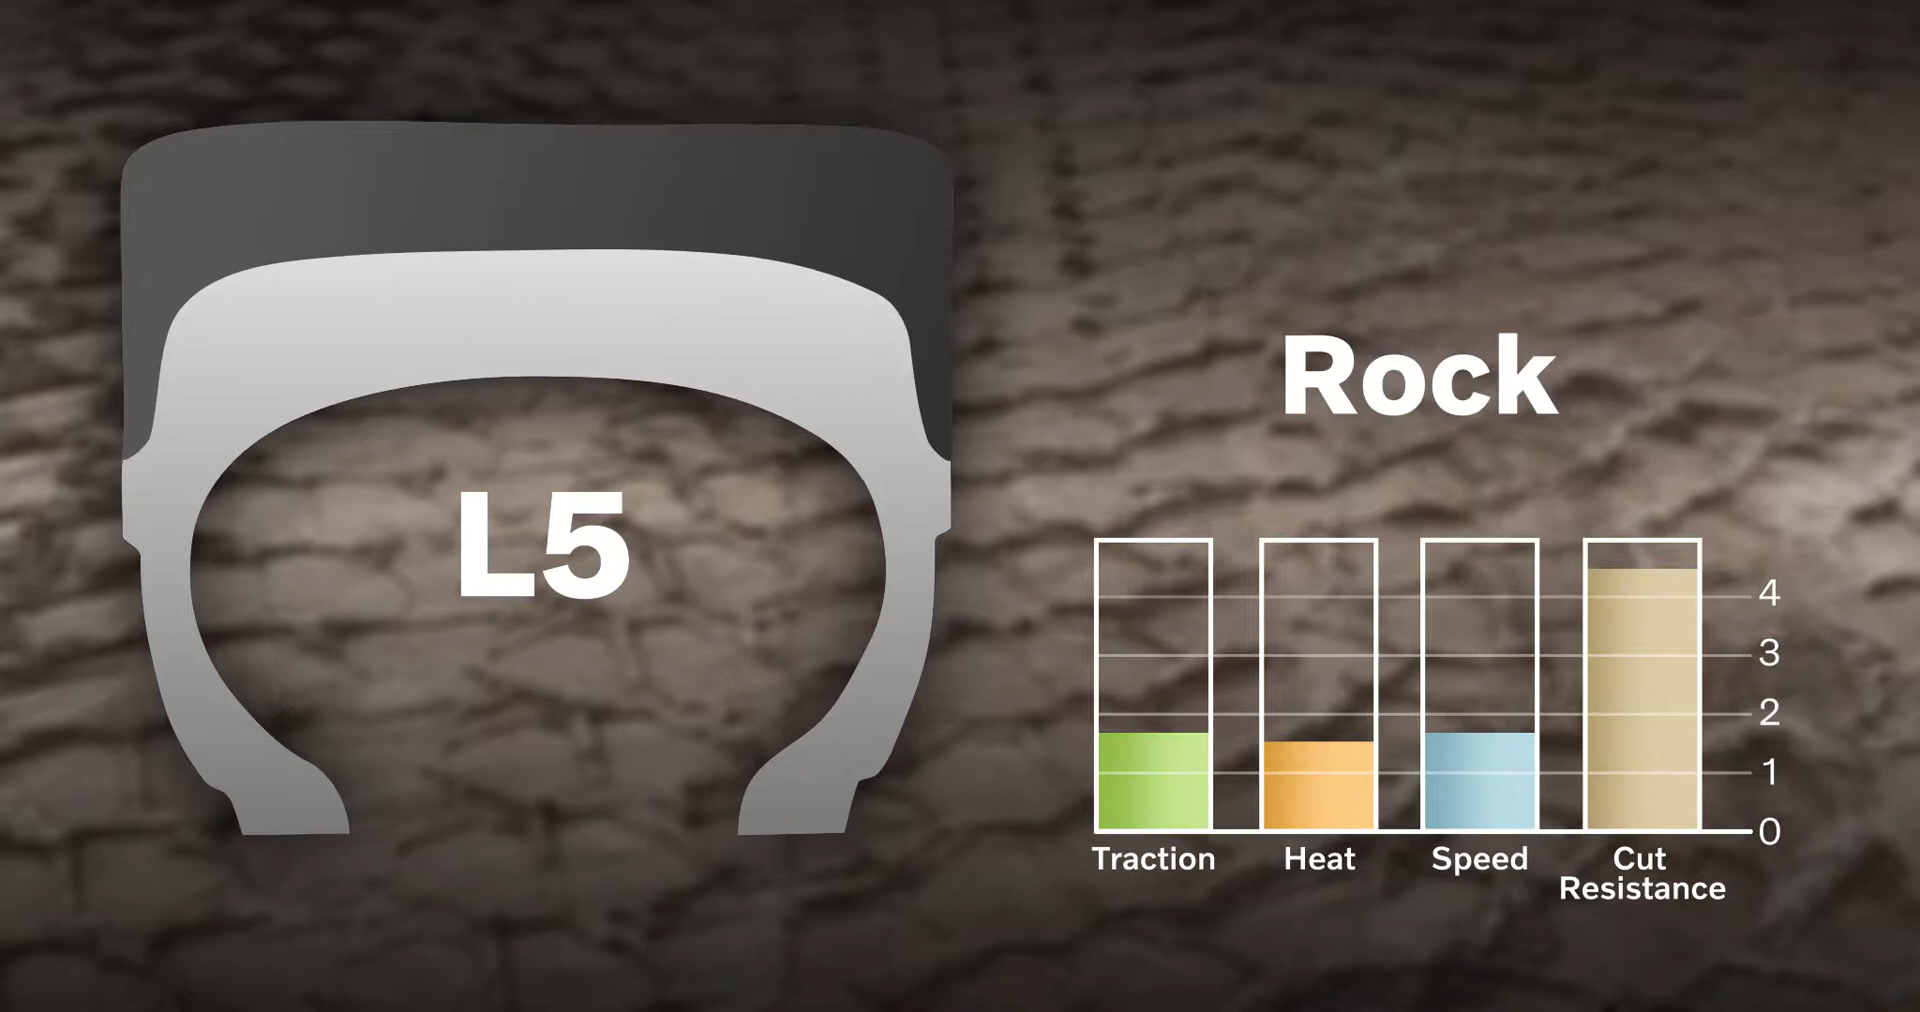 L5
Rock
4
3
2
1
0
Traction
Heat
Speed
Cut
Resistance